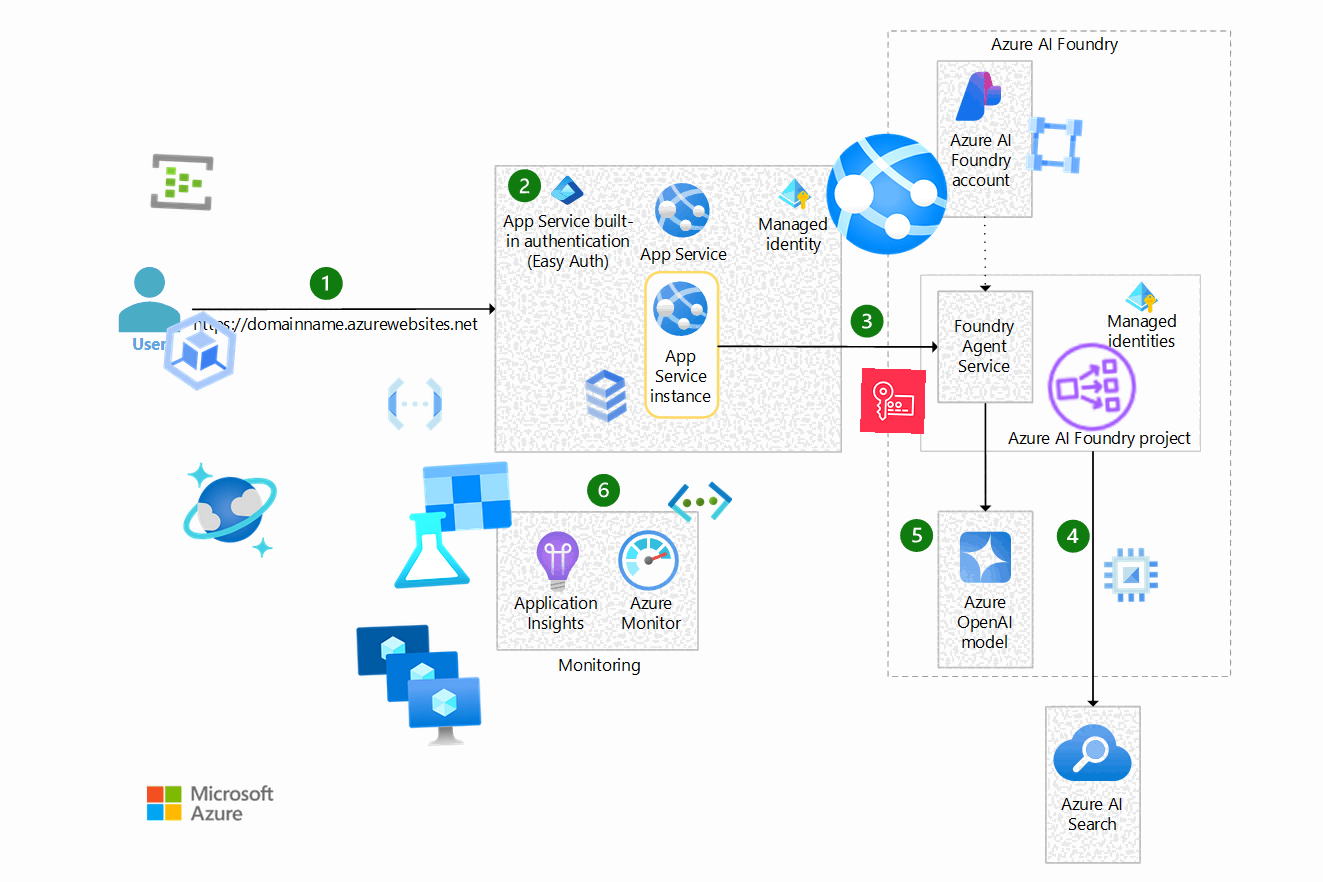 Azure AI Foundry
Azure AI
Foundry
account
1
https://domainname.azurewebsites.net
User
2
App Service built-
in authentication
(Easy Auth)
App Service
Managed
identity
App
Service
instance
3
Foundry
Agent
Service
Managed
identities
Azure AI Foundry project
6
Application
Insights
Azure
Monitor
Monitoring
5
Azure
OpenAI
model
4
Azure AI
Search
Microsoft
Azure